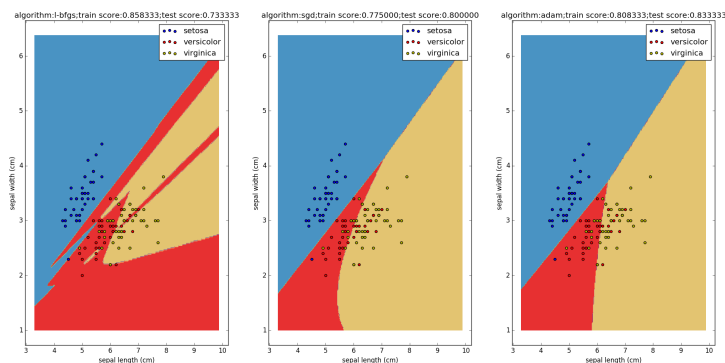 algorithm:l-bfgs;train score:0.858333;test score:0.733333
setosa
versicolor
virginica
sepal width (cm)
6
5
4
3
2
1
3 4 5 6 7 8 9 10
sepal length (cm)
algorithm:sgd;train score:0.775000;test score:0.800000
setosa
versicolor
virginica
sepal width (cm)
6
5
4
3
2
1
3 4 5 6 7 8 9 10
sepal length (cm)
algorithm:adam;train score:0.808333;test score:0.833333
setosa
versicolor
virginica
sepal width (cm)
6
5
4
3
2
1
3 4 5 6 7 8 9 10
sepal length (cm)